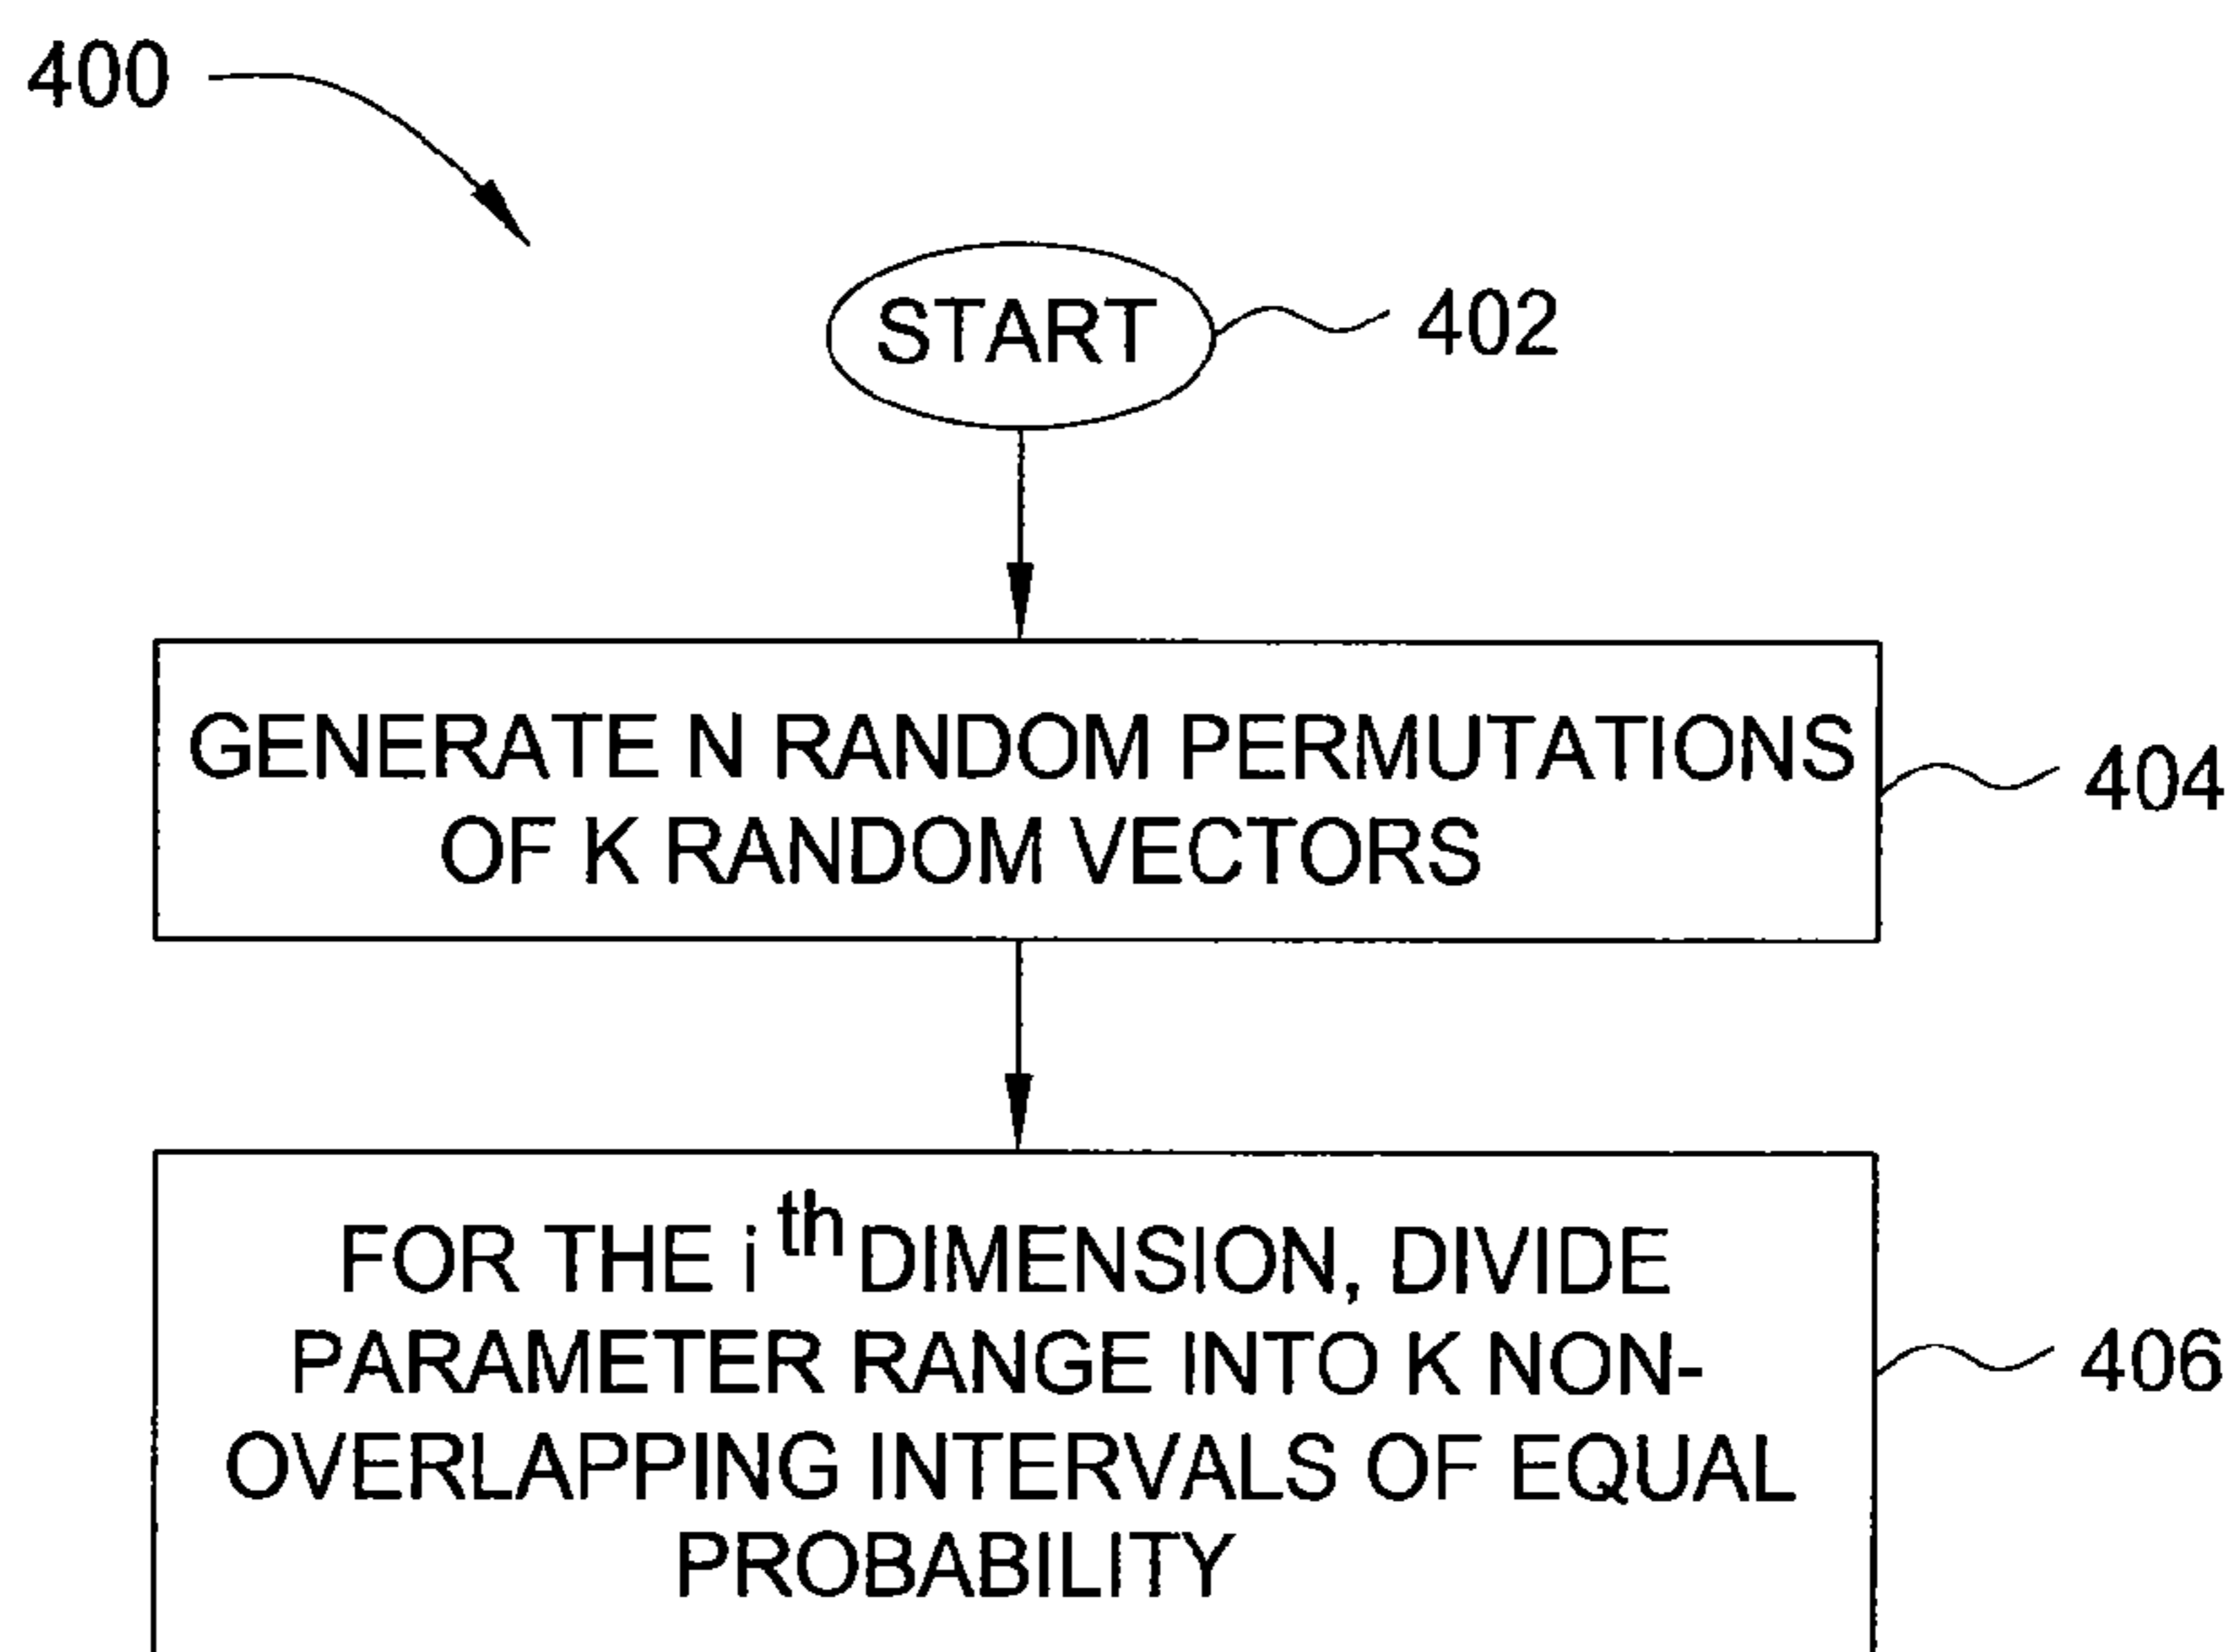 400
START
402
GENERATE N RANDOM PERMUTATIONS
OF K RANDOM VECTORS
404
FOR THE i th DIMENSION, DIVIDE
PARAMETER RANGE INTO K NON-
OVERLAPPING INTERVALS OF EQUAL
PROBABILITY
406